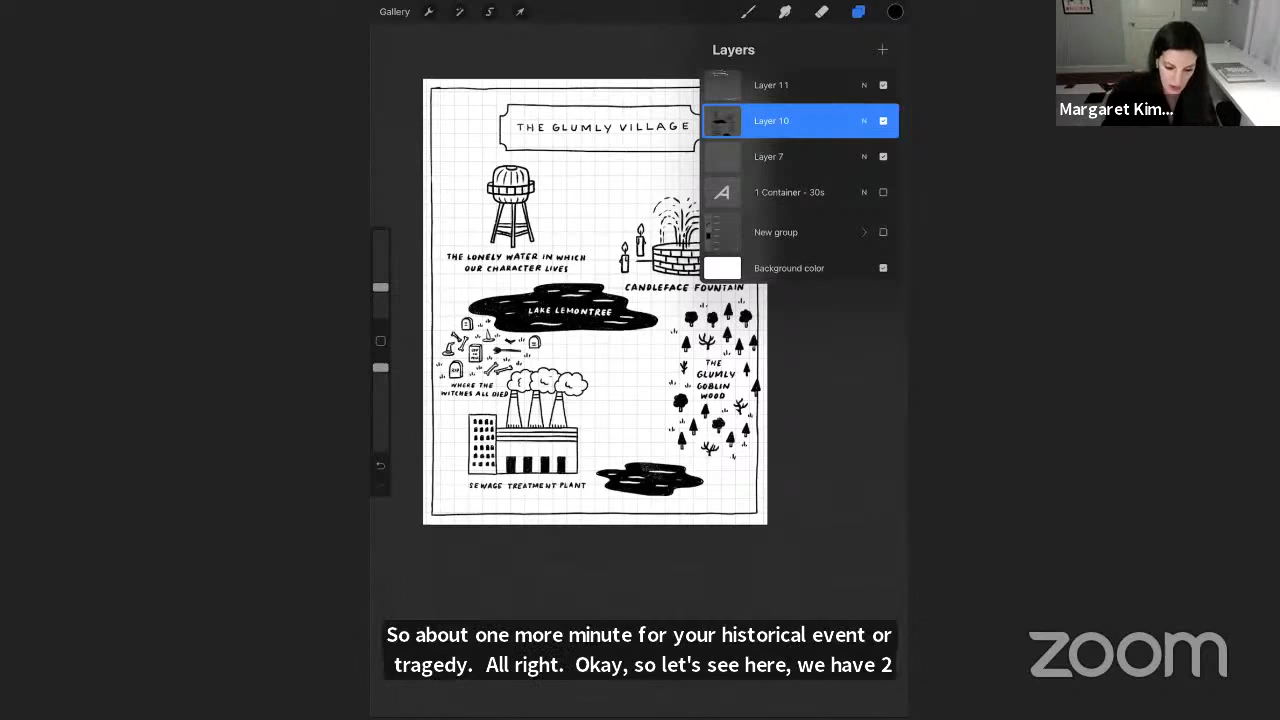 Gallery
S
Layers
Layer 11
N
Layer 10
N
Layer 7
N
A
1 Container - 30s
N
New group
Background color
Margaret Kim...
THE GLUMLY VILLAGE
THE LONELY WATER IN WHICH
OUR CHARACTER LIVES
CANDLEFACE FOUNTAIN
LAKE LEMONTREE
RIP
WHERE THE
WITCHES ALL DIED
THE
GLUMLY
GOBLIN
WOOD
SEWAGE TREATMENT PLANT
So about one more minute for your historical event or
tragedy. All right. Okay, so let's see here, we have 2
zoom